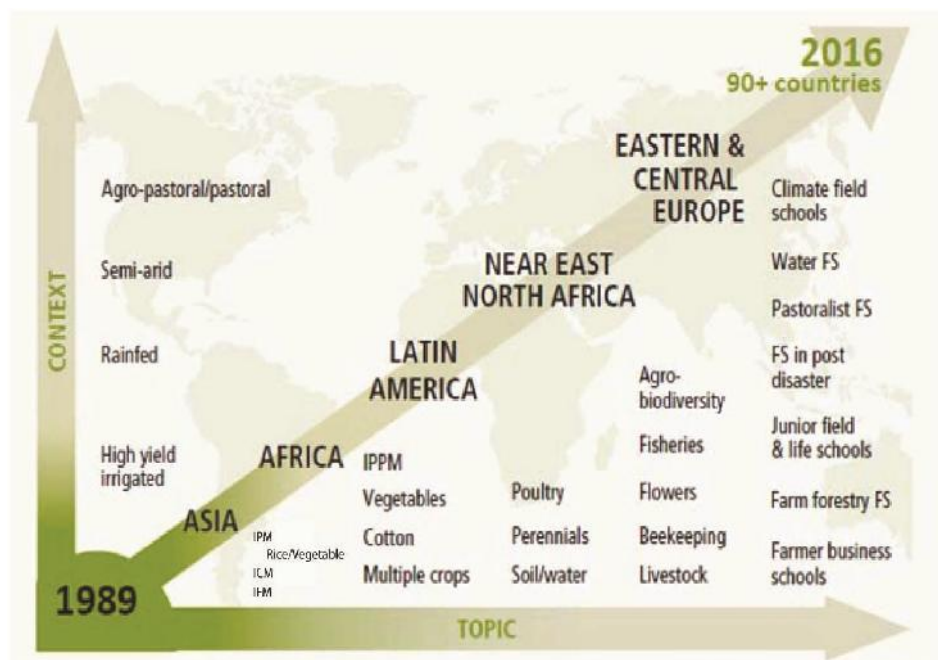 2016
90+ countries
EASTERN &
CENTRAL
EUROPE
NEAR EAST
NORTH AFRICA
LATIN
AMERICA
AFRICA
ASIA
1989
CONTEXT
Agro-pastoral/pastoral
Semi-arid
Rainfed
High yield
irrigated
IPM
Rice/Vegetable
ICM
IHM
IPPM
Vegetables
Cotton
Multiple crops
Poultry
Perennials
Soil/water
Agro-
biodiversity
Fisheries
Flowers
Beekeeping
Livestock
Climate field
schools
Water FS
Pastoralist FS
FS in post
disaster
Junior field
& life schools
Farm forestry FS
Farmer business
schools
TOPIC